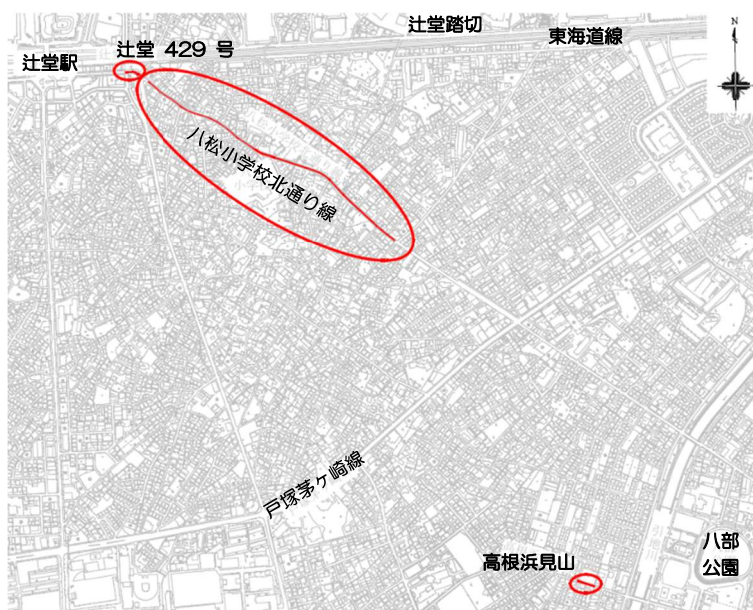 辻堂踏切
東海道線
N
辻堂 429 号
辻堂駅
八松小学校北通り線
戸塚茅ヶ崎線
高根浜見山
八部
公園